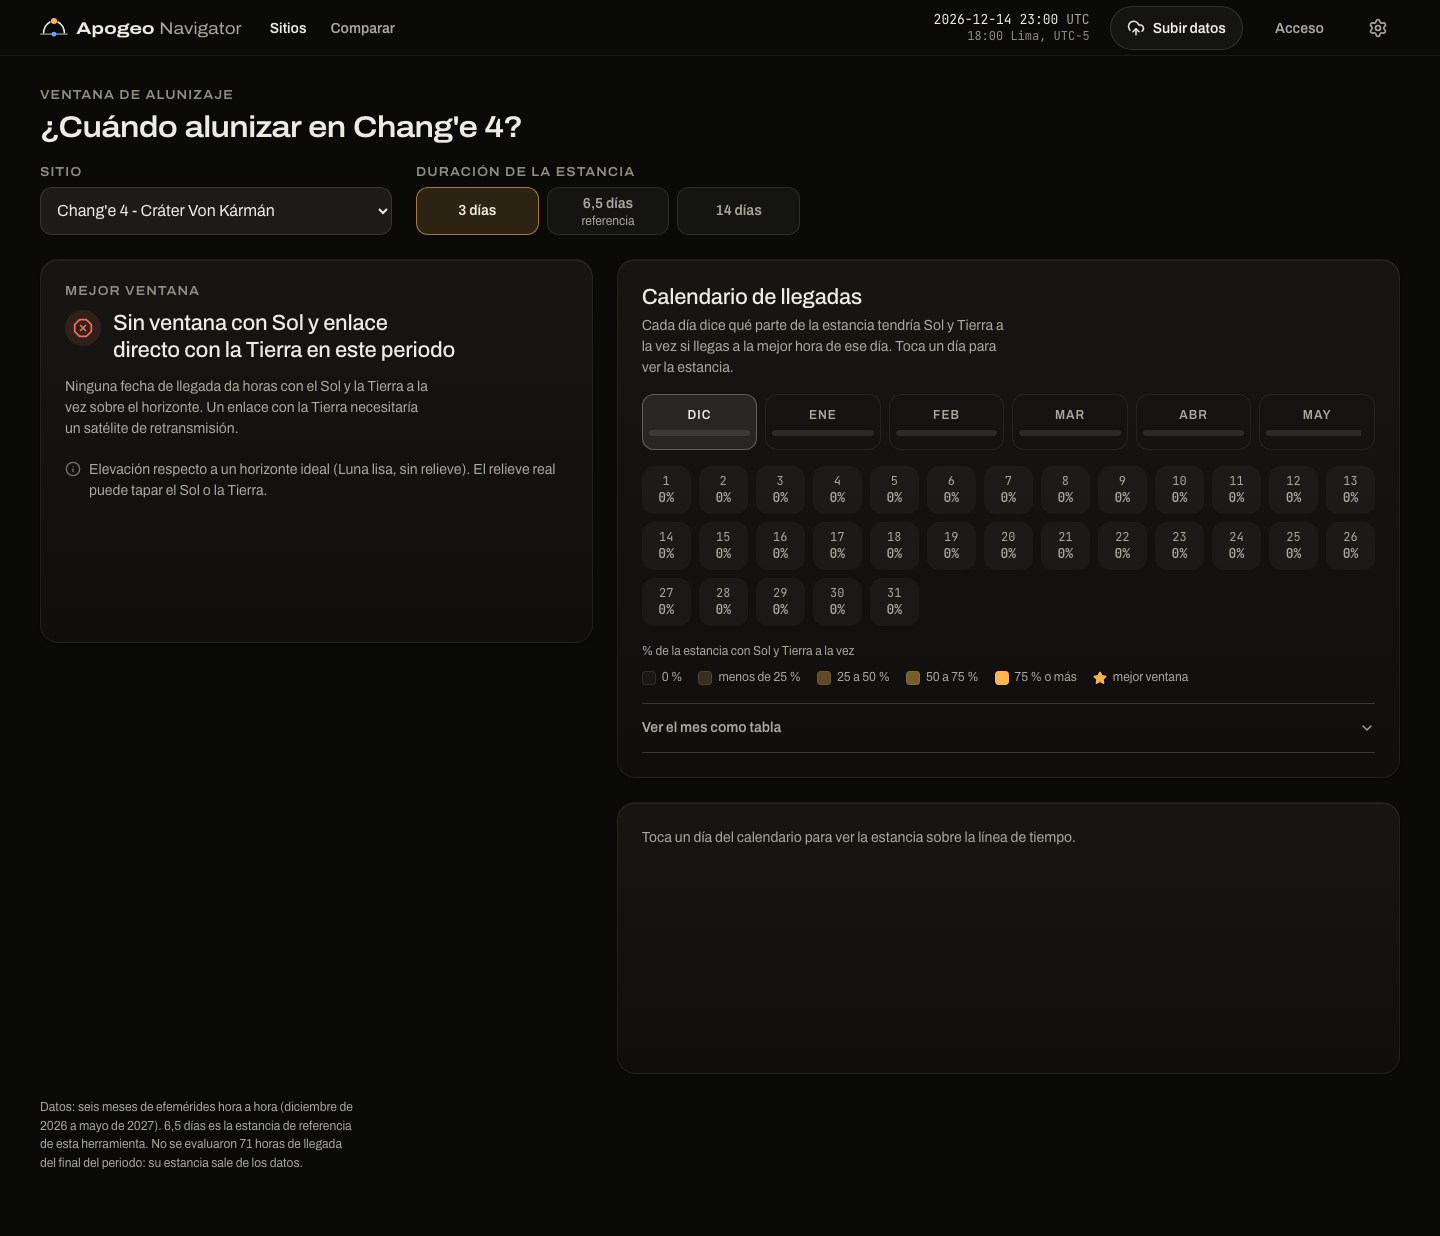 Apogeo Navigator
Sitios
Comparar
2026-12-14 23:00 UTC
18:00 Lima, UTC-5
Subir datos
Acceso
VENTANA DE ALUNIZAJE
¿Cuándo alunizar en Chang'e 4?
SITIO
Chang'e 4 - Cráter Von Kármán
DURACIÓN DE LA ESTANCIA
3 días
6,5 días
referencia
14 días
MEJOR VENTANA
Sin ventana con Sol y enlace
directo con la Tierra en este periodo
Ninguna fecha de llegada da horas con el Sol y la Tierra a la
vez sobre el horizonte. Un enlace con la Tierra necesitaría
un satélite de retransmisión.
Elevación respecto a un horizonte ideal (Luna lisa, sin relieve). El relieve real
puede tapar el Sol o la Tierra.
Calendario de llegadas
Cada día dice qué parte de la estancia tendría Sol y Tierra a
la vez si llegas a la mejor hora de ese día. Toca un día para
ver la estancia.
DIC ENE FEB MAR ABR MAY
1 2 3 4 5 6 7 8 9 10 11 12 13
0% 0% 0% 0% 0% 0% 0% 0% 0% 0% 0% 0% 0%
14 15 16 17 18 19 20 21 22 23 24 25 26
0% 0% 0% 0% 0% 0% 0% 0% 0% 0% 0% 0% 0%
27 28 29 30 31
0% 0% 0% 0% 0%
% de la estancia con Sol y Tierra a la vez
0 % menos de 25 % 25 a 50 % 50 a 75 % 75 % o más mejor ventana
Ver el mes como tabla
Toca un día del calendario para ver la estancia sobre la línea de tiempo.
Datos: seis meses de efemérides hora a hora (diciembre de
2026 a mayo de 2027). 6,5 días es la estancia de referencia
de esta herramienta. No se evaluaron 71 horas de llegada
del final del periodo: su estancia sale de los datos.